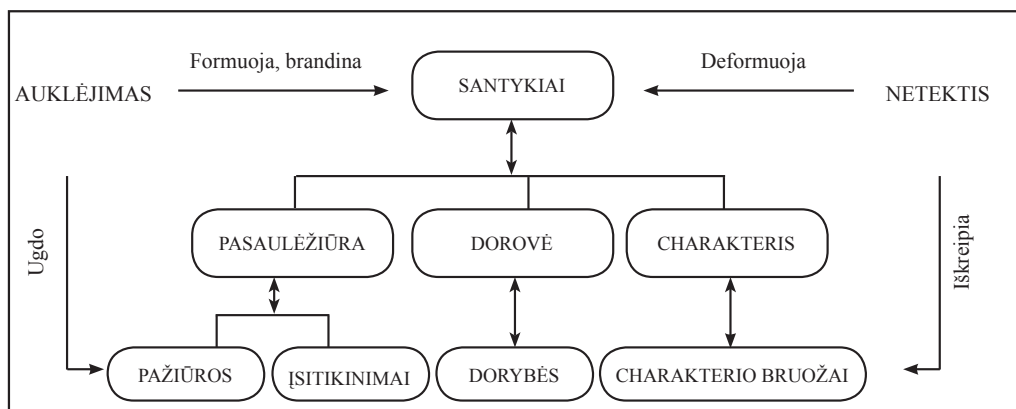 Formuoja, brandina
Deformuoja
AUKLĖJIMAS
SANTYKIAI
NETEKTIS
Ugdo
PASAULĖŽIŪRA
DOROVĖ
CHARAKTERIS
Iškreipia
PAŽIŪROS
ĮSITIKINIMAI
DORYBĖS
CHARAKTERIO BRUOŽAI